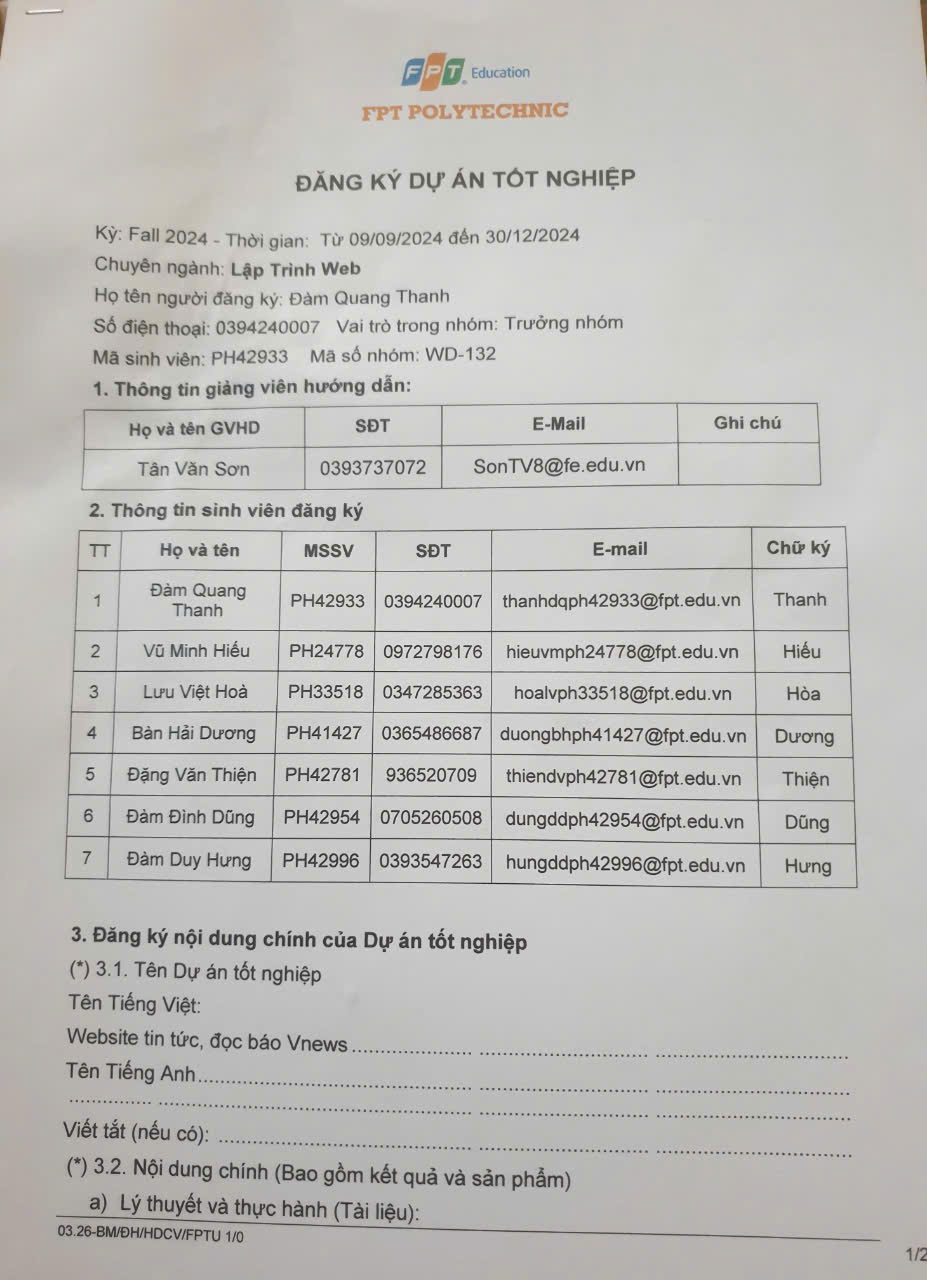 FPT Education
FPT POLYTECHNIC
ĐĂNG KÝ DỰ ÁN TỐT NGHIỆP
Kỳ: Fall 2024 - Thời gian: Từ 09/09/2024 đến 30/12/2024
Chuyên ngành: Lập Trình Web
Họ tên người đăng ký: Đàm Quang Thanh
Số điện thoại: 0394240007 Vai trò trong nhóm: Trưởng nhóm
Mã sinh viên: PH42933 Mã số nhóm: WD-132
1. Thông tin giảng viên hướng dẫn:
Họ và tên GVHD SĐT E-Mail Ghi chú
Tân Văn Sơn 0393737072 SonTV8@fe.edu.vn
2. Thông tin sinh viên đăng ký
TT Họ và tên MSSV SĐT E-mail Chữ ký
1 Đàm Quang Thanh PH42933 0394240007 thanhdqph42933@fpt.edu.vn Thanh
2 Vũ Minh Hiếu PH24778 0972798176 hieuvmph24778@fpt.edu.vn Hiếu
3 Lưu Việt Hoà PH33518 0347285363 hoalvph33518@fpt.edu.vn Hòa
4 Bàn Hải Dương PH41427 0365486687 duongbhph41427@fpt.edu.vn Dương
5 Đặng Văn Thiện PH42781 936520709 thiendvph42781@fpt.edu.vn Thiện
6 Đàm Đình Dũng PH42954 0705260508 dungddph42954@fpt.edu.vn Dũng
7 Đàm Duy Hưng PH42996 0393547263 hungddph42996@fpt.edu.vn Hưng
3. Đăng ký nội dung chính của Dự án tốt nghiệp
(*) 3.1. Tên Dự án tốt nghiệp
Tên Tiếng Việt:
Website tin tức, đọc báo Vnews
Tên Tiếng Anh
Viết tắt (nếu có):
(*) 3.2. Nội dung chính (Bao gồm kết quả và sản phẩm)
a) Lý thuyết và thực hành (Tài liệu):
03.26-BM/ĐH/HDCV/FPTU 1/0
1/2